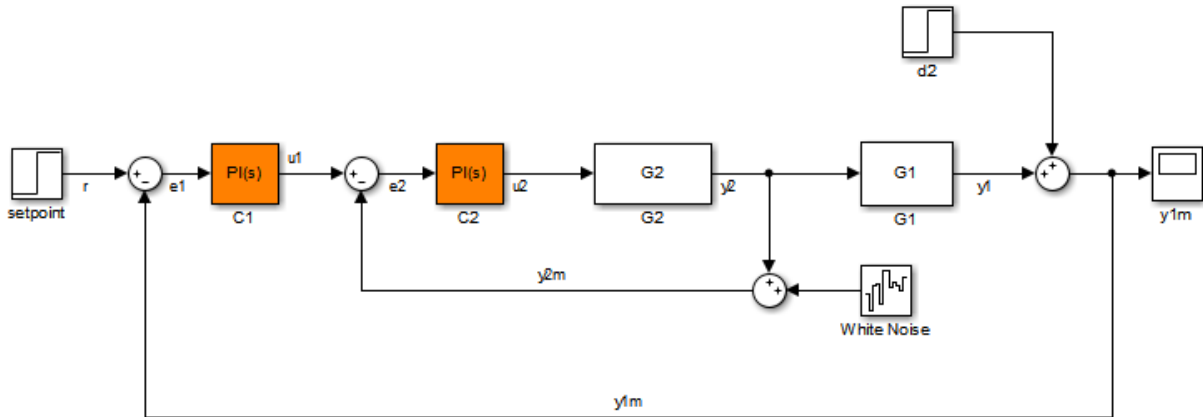 d2
setpoint
r
e1
PI(s)
C1
u1
e2
PI(s)
C2
u2
G2
G2
y2
G1
G1
y1
y1m
y2m
White Noise
y1m